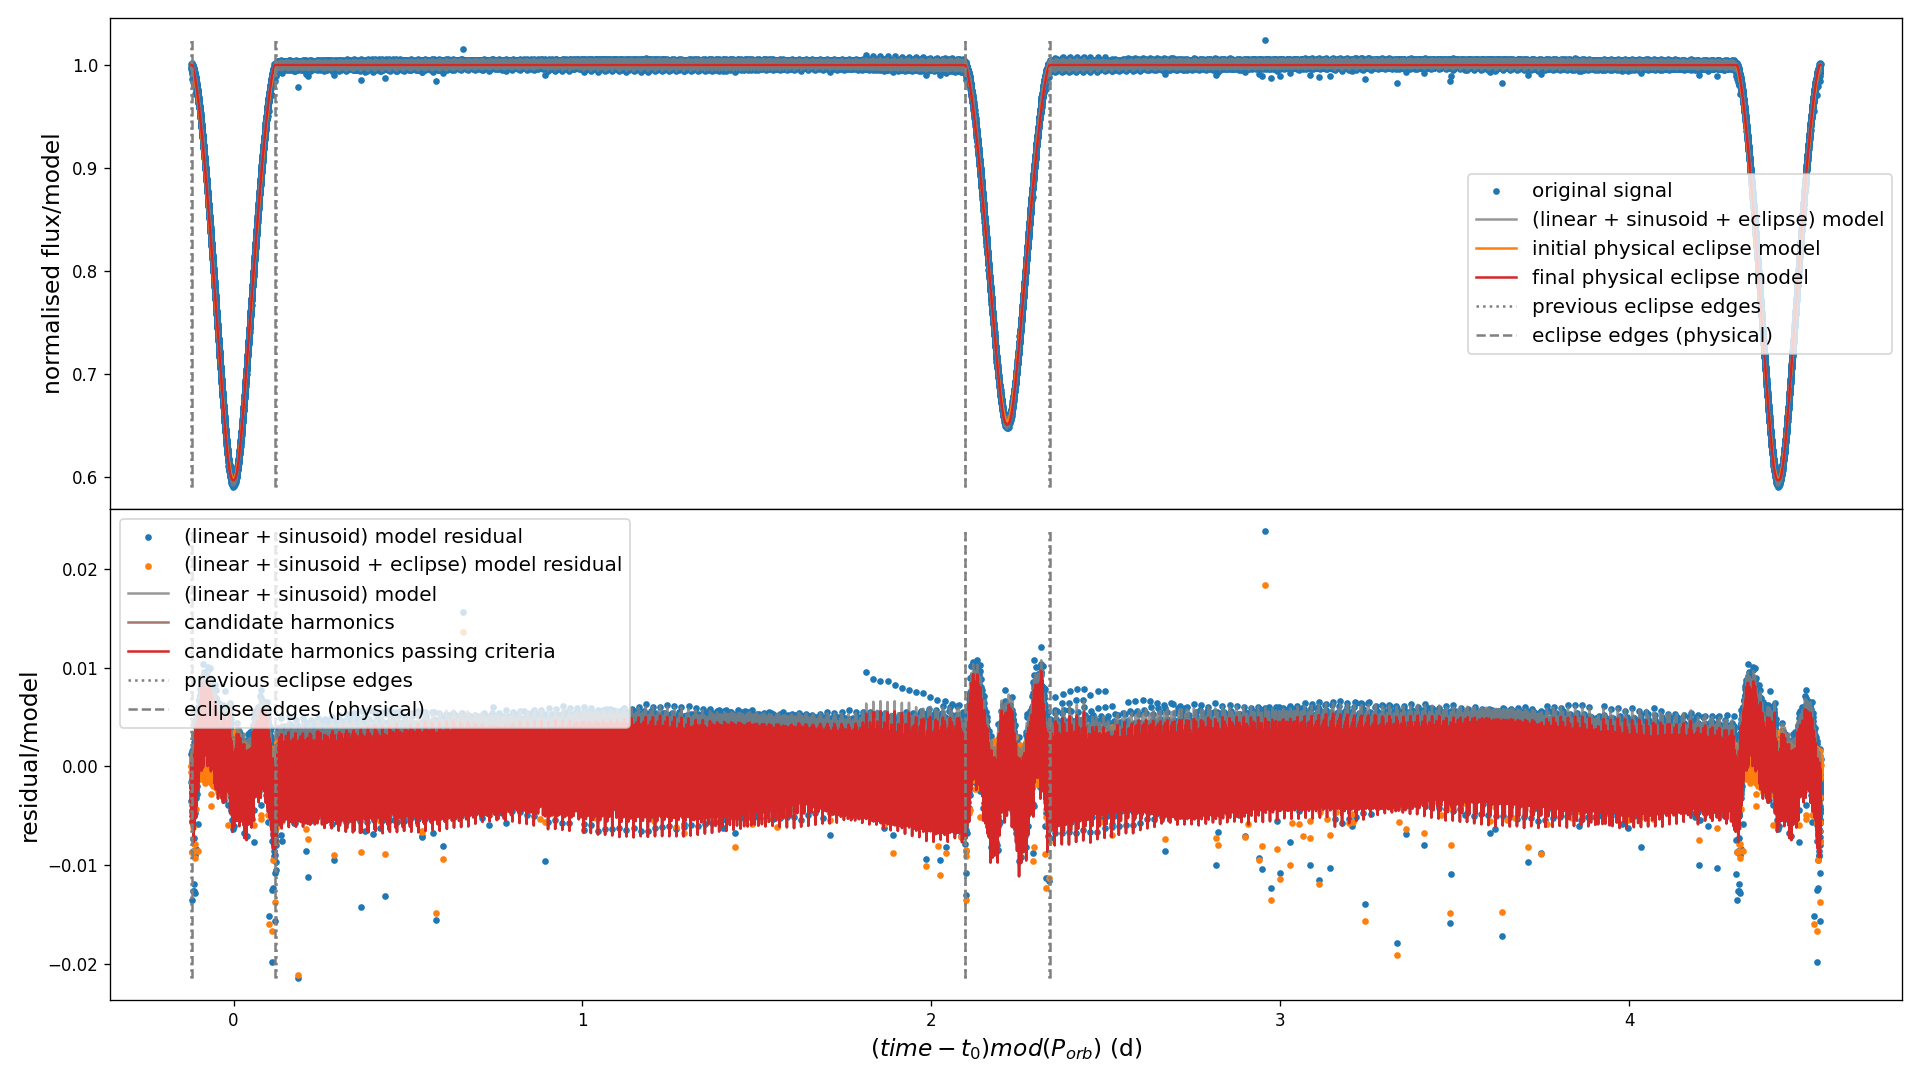 normalised flux/model
1.0
0.9
0.8
0.7
0.6
original signal
(linear + sinusoid + eclipse) model
initial physical eclipse model
final physical eclipse model
previous eclipse edges
eclipse edges (physical)
residual/model
0.02
0.01
0.00
−0.01
−0.02
(linear + sinusoid) model residual
(linear + sinusoid + eclipse) model residual
(linear + sinusoid) model
candidate harmonics
candidate harmonics passing criteria
previous eclipse edges
eclipse edges (physical)
0 1 2 3 4
(time − t₀)mod(Pₒᵣb) (d)